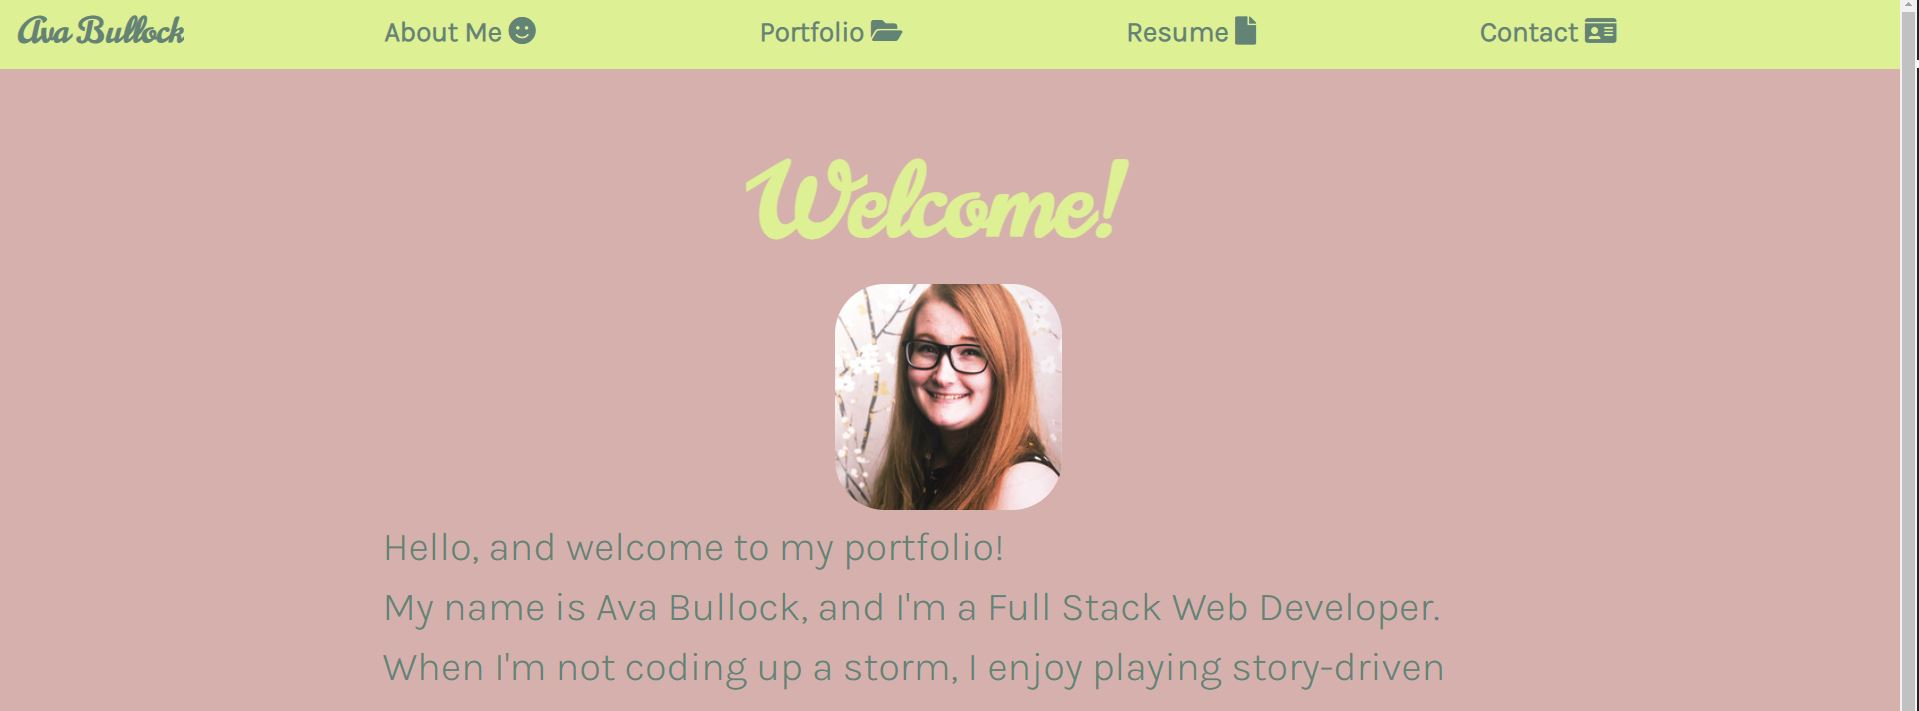 Ava Bullock
About Me
Portfolio
Resume
Contact
Welcome!
Hello, and welcome to my portfolio!
My name is Ava Bullock, and I'm a Full Stack Web Developer.
When I'm not coding up a storm, I enjoy playing story-driven